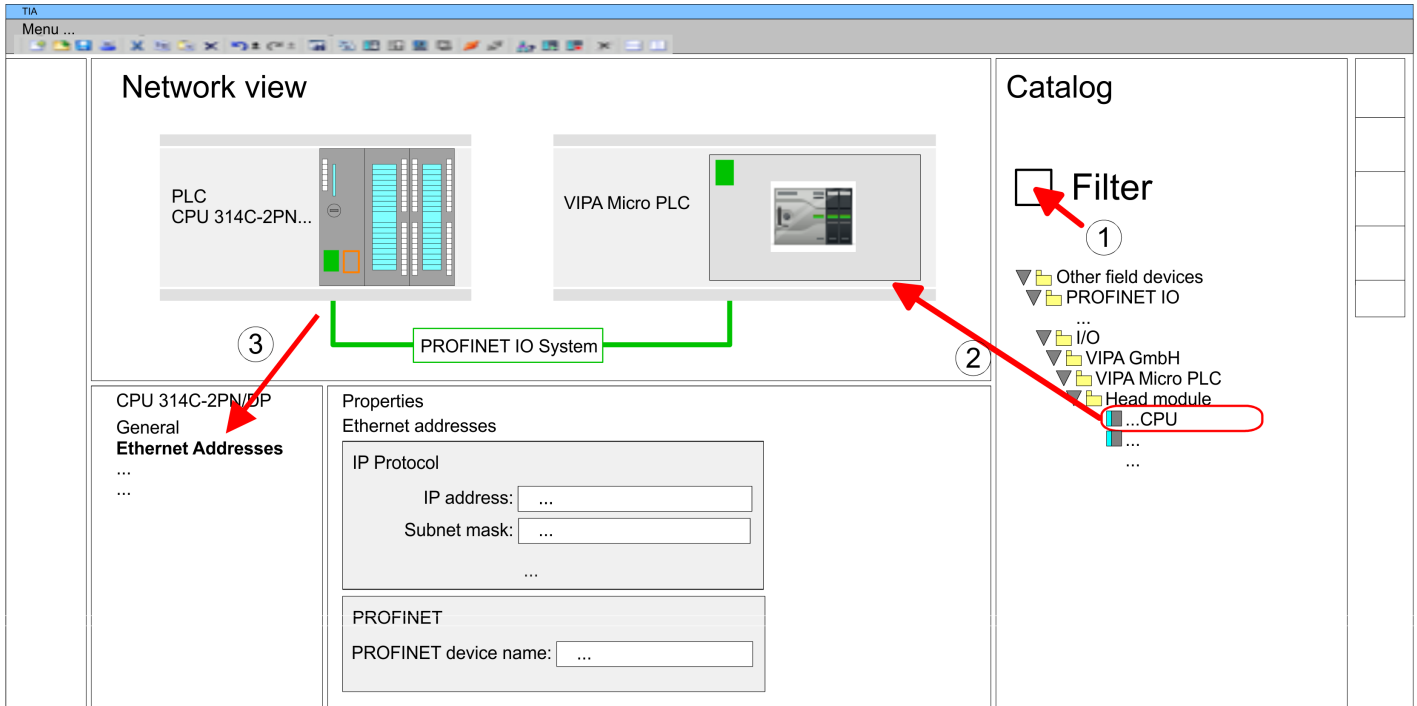 TIA
Menu ...
Network view
PLC
CPU 314C-2PN...
VIPA Micro PLC
PROFINET IO System
3
2
CPU 314C-2PN/DP
General
Ethernet Addresses
...
...
Properties
Ethernet addresses
IP Protocol
IP address: ...
Subnet mask: ...
...
PROFINET
PROFINET device name: ...
Catalog
Filter
1
Other field devices
PROFINET IO
...
I/O
VIPA GmbH
VIPA Micro PLC
Head module
...CPU
...
...